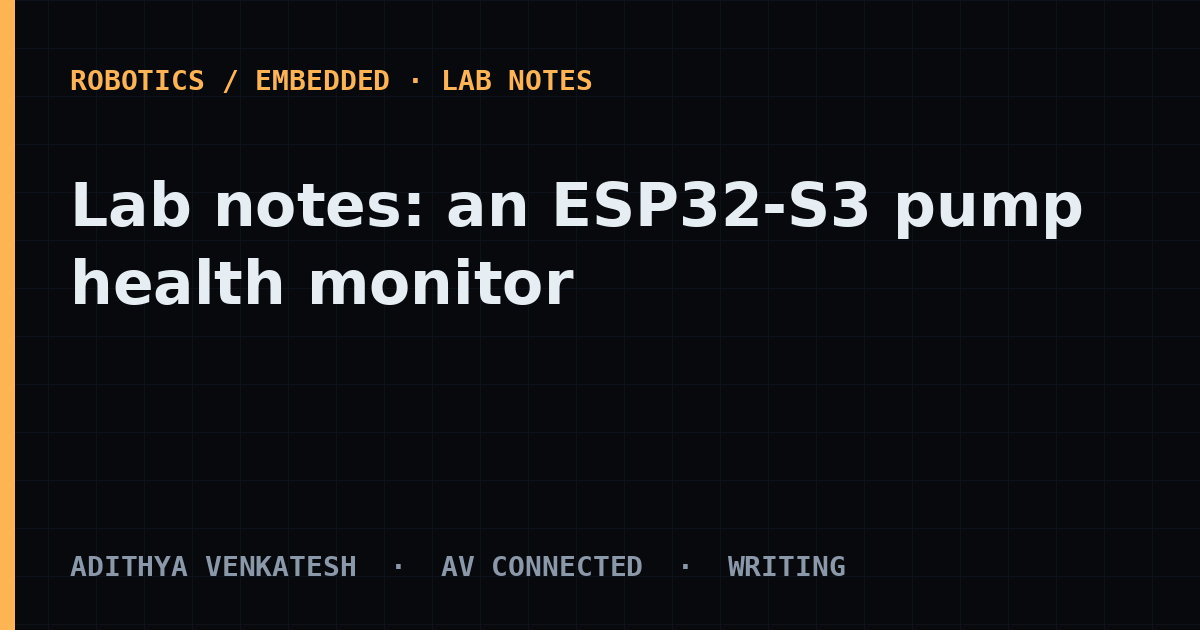 ROBOTICS / EMBEDDED · LAB NOTES
Lab notes: an ESP32-S3 pump
health monitor
ADITHYA VENKATESH · AV CONNECTED · WRITING